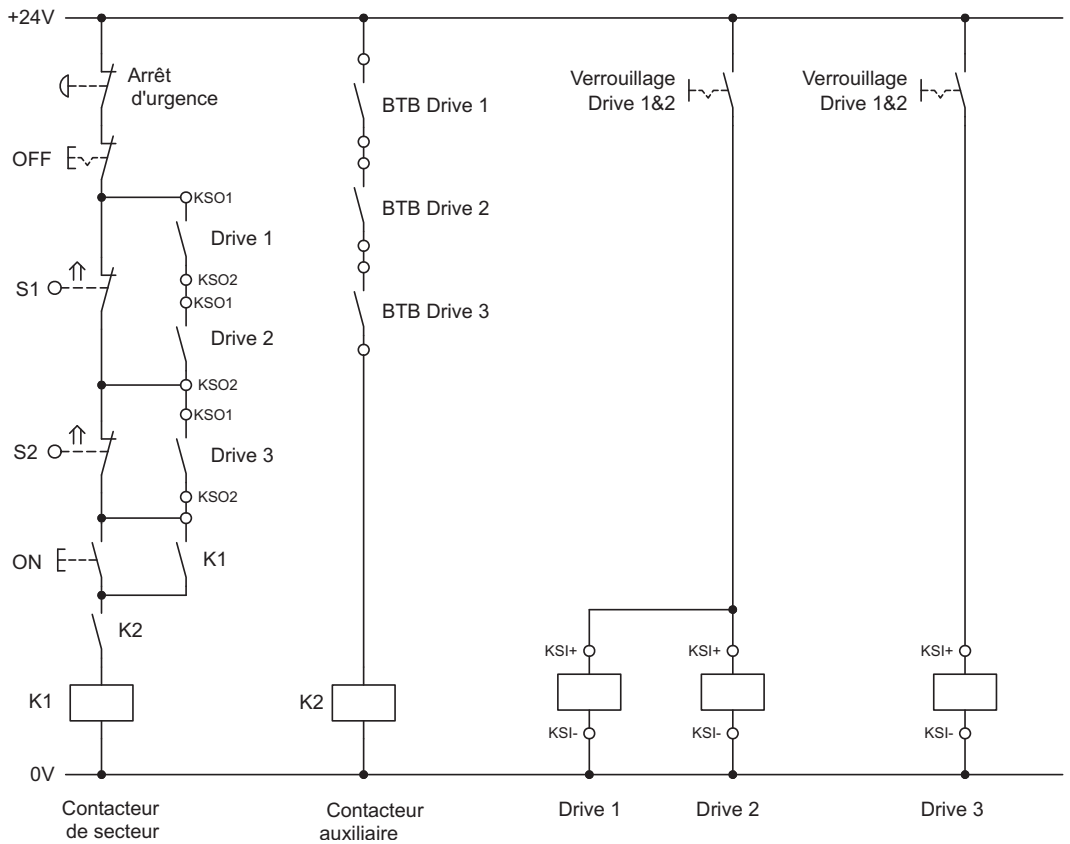 +24V
Arrêt
d'urgence
OFF
KSO1
Drive 1
KSO2
KSO1
S1
Drive 2
KSO2
KSO1
S2
Drive 3
KSO2
ON
K1
K2
K1
BTB Drive 1
BTB Drive 2
BTB Drive 3
K2
Verrouillage
Drive 1&2
KSI+
KSI-
KSI+
KSI-
Verrouillage
Drive 1&2
KSI+
KSI-
0V
Contacteur
de secteur
Contacteur
auxiliaire
Drive 1
Drive 2
Drive 3